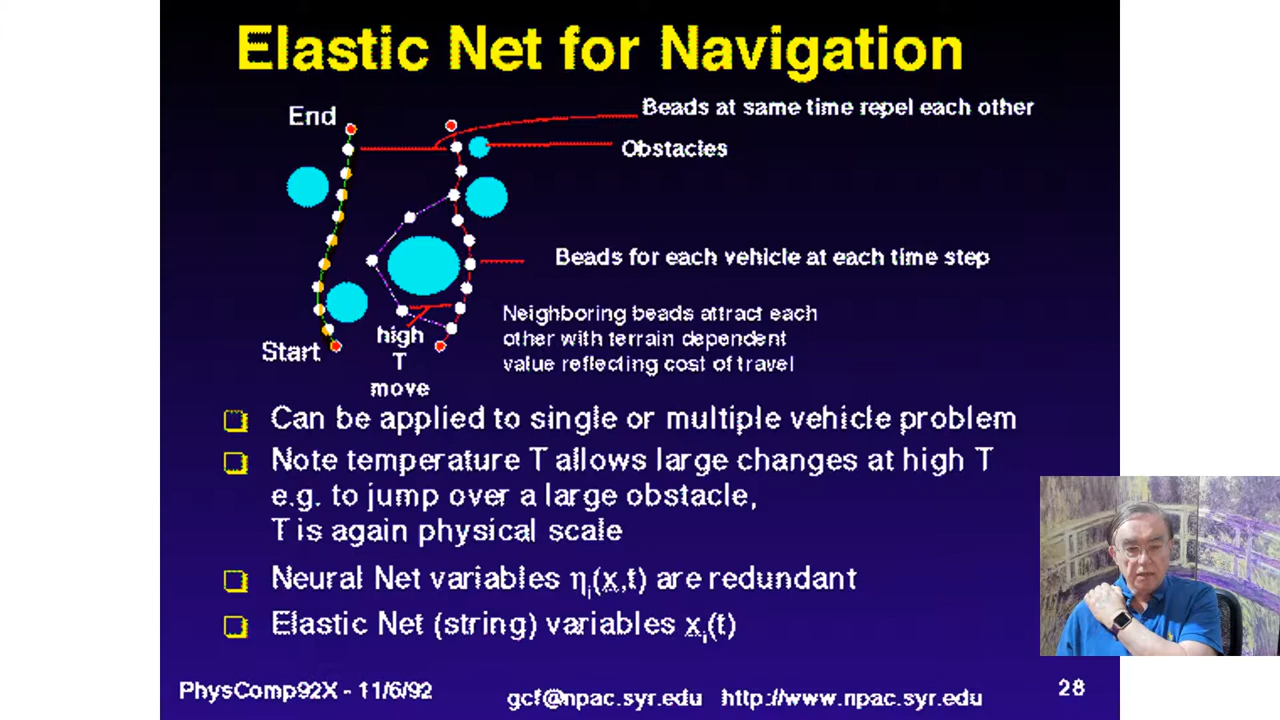 Elastic Net for Navigation
End
Beads at same time repel each other
Obstacles
Beads for each vehicle at each time step
Neighboring beads attract each
other with terrain dependent
value reflecting cost of travel
Start
high
T
move
Can be applied to single or multiple vehicle problem
Note temperature T allows large changes at high T
e.g. to jump over a large obstacle,
T is again physical scale
Neural Net variables ηi(x,t) are redundant
Elastic Net (string) variables xi(t)
PhysComp92X - 11/6/92
gcf@npac.syr.edu http://www.npac.syr.edu
28